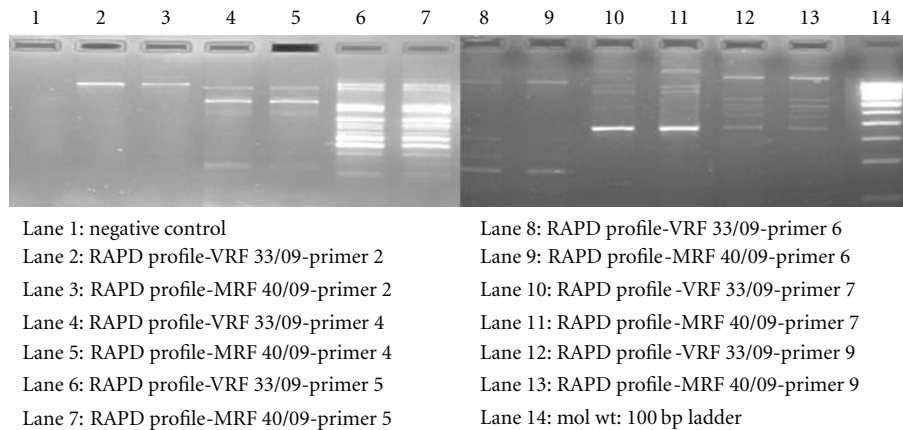 1 2 3 4 5 6 7 8 9 10 11 12 13 14
Lane 1: negative control
Lane 2: RAPD profile-VRF 33/09-primer 2
Lane 3: RAPD profile-MRF 40/09-primer 2
Lane 4: RAPD profile-VRF 33/09-primer 4
Lane 5: RAPD profile-MRF 40/09-primer 4
Lane 6: RAPD profile-VRF 33/09-primer 5
Lane 7: RAPD profile-MRF 40/09-primer 5
Lane 8: RAPD profile-VRF 33/09-primer 6
Lane 9: RAPD profile-MRF 40/09-primer 6
Lane 10: RAPD profile-VRF 33/09-primer 7
Lane 11: RAPD profile-MRF 40/09-primer 7
Lane 12: RAPD profile-VRF 33/09-primer 9
Lane 13: RAPD profile-MRF 40/09-primer 9
Lane 14: mol wt: 100 bp ladder